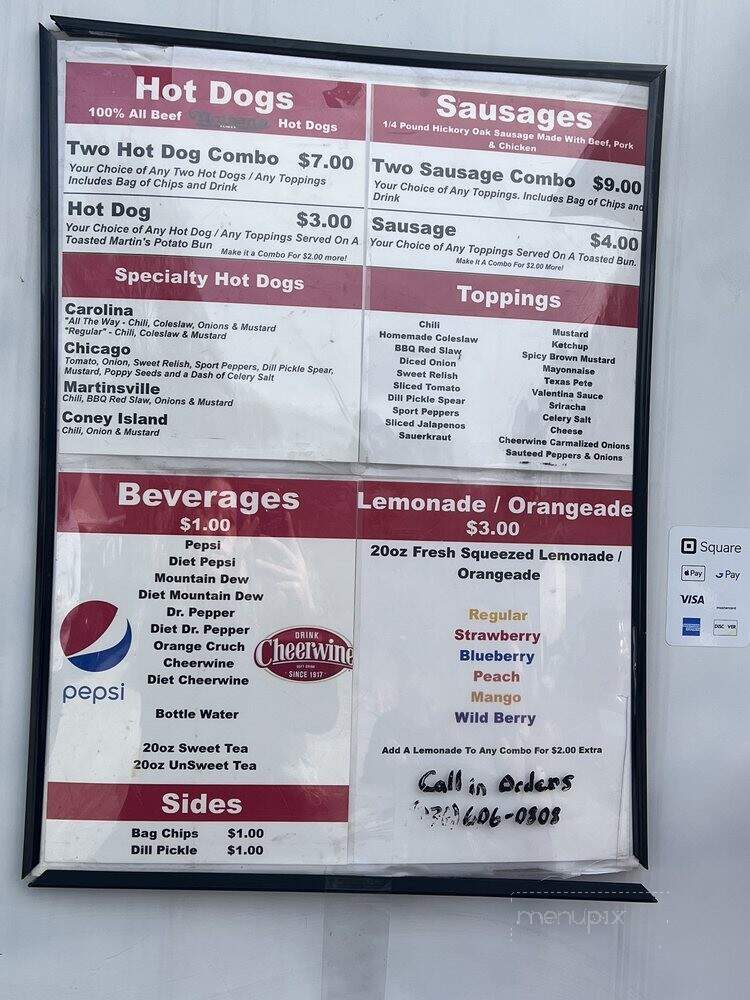 Hot Dogs
100% All Beef Hot Dogs
Two Hot Dog Combo $7.00
Your Choice of Any Two Hot Dogs / Any Toppings
Includes Bag of Chips and Drink
Hot Dog $3.00
Your Choice of Any Hot Dog / Any Toppings Served On A
Toasted Martin's Potato Bun
Make it a Combo For $2.00 more!
Specialty Hot Dogs
Carolina
"All The Way - Chili, Coleslaw, Onions & Mustard
"Regular" - Chili, Coleslaw & Mustard
Chicago
Tomato, Onion, Sweet Relish, Sport Peppers, Dill Pickle Spear,
Mustard, Poppy Seeds and a Dash of Celery Salt
Martinsville
Chili, BBQ Red Slaw, Onions & Mustard
Coney Island
Chili, Onion & Mustard
Sausages
1/4 Pound Hickory Oak Sausage Made With Beef, Pork
& Chicken
Two Sausage Combo $9.00
Your Choice of Any Toppings. Includes Bag of Chips and
Drink
Sausage $4.00
Your Choice of Any Toppings Served On A Toasted Bun.
Make It A Combo For $2.00 More!
Toppings
Chili
Homemade Coleslaw
BBQ Red Slaw
Diced Onion
Sweet Relish
Sliced Tomato
Dill Pickle Spear
Sport Peppers
Sliced Jalapenos
Sauerkraut
Mustard
Ketchup
Spicy Brown Mustard
Mayonnaise
Texas Pete
Valentina Sauce
Sriracha
Celery Salt
Cheese
Cheerwine Carmalized Onions
Sauteed Peppers & Onions
Beverages
$1.00
Pepsi
Diet Pepsi
Mountain Dew
Diet Mountain Dew
Dr. Pepper
Diet Dr. Pepper
Orange Cruch
Cheerwine
Diet Cheerwine
Bottle Water
20oz Sweet Tea
20oz UnSweet Tea
pepsi
DRINK
Cheerwine
SOFT DRINK
SINCE 1917
Sides
Bag Chips $1.00
Dill Pickle $1.00
Lemonade / Orangeade
$3.00
20oz Fresh Squeezed Lemonade /
Orangeade
Regular
Strawberry
Blueberry
Peach
Mango
Wild Berry
Add A Lemonade To Any Combo For $2.00 Extra
Call in Orders
606-0808
Square
Pay
G Pay
VISA
mastercard
DISCOVER
menupix